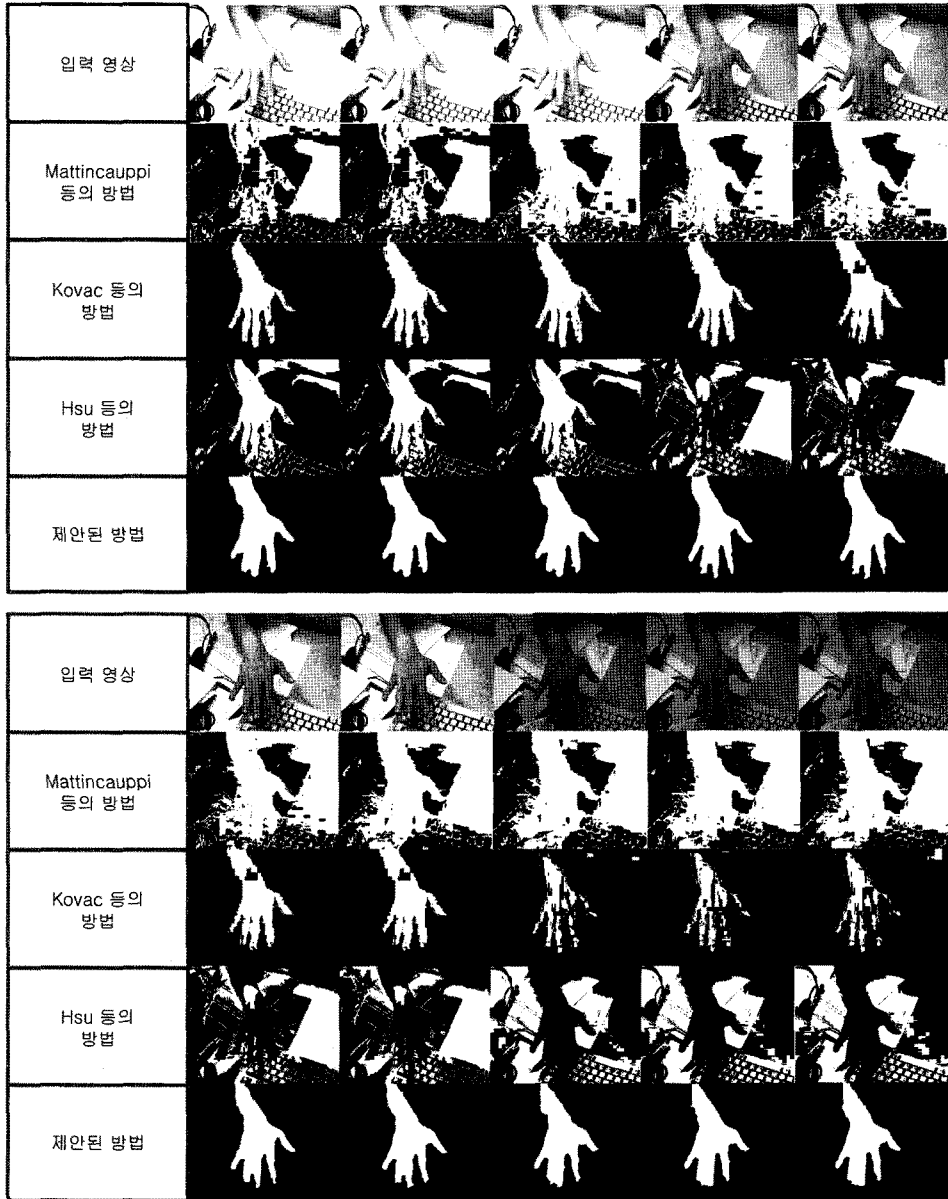 입력 영상
Mattincauppi
등의 방법
Kovac 등의
방법
Hsu 등의
방법
제안된 방법
입력 영상
Mattincauppi
등의 방법
Kovac 등의
방법
Hsu 등의
방법
제안된 방법